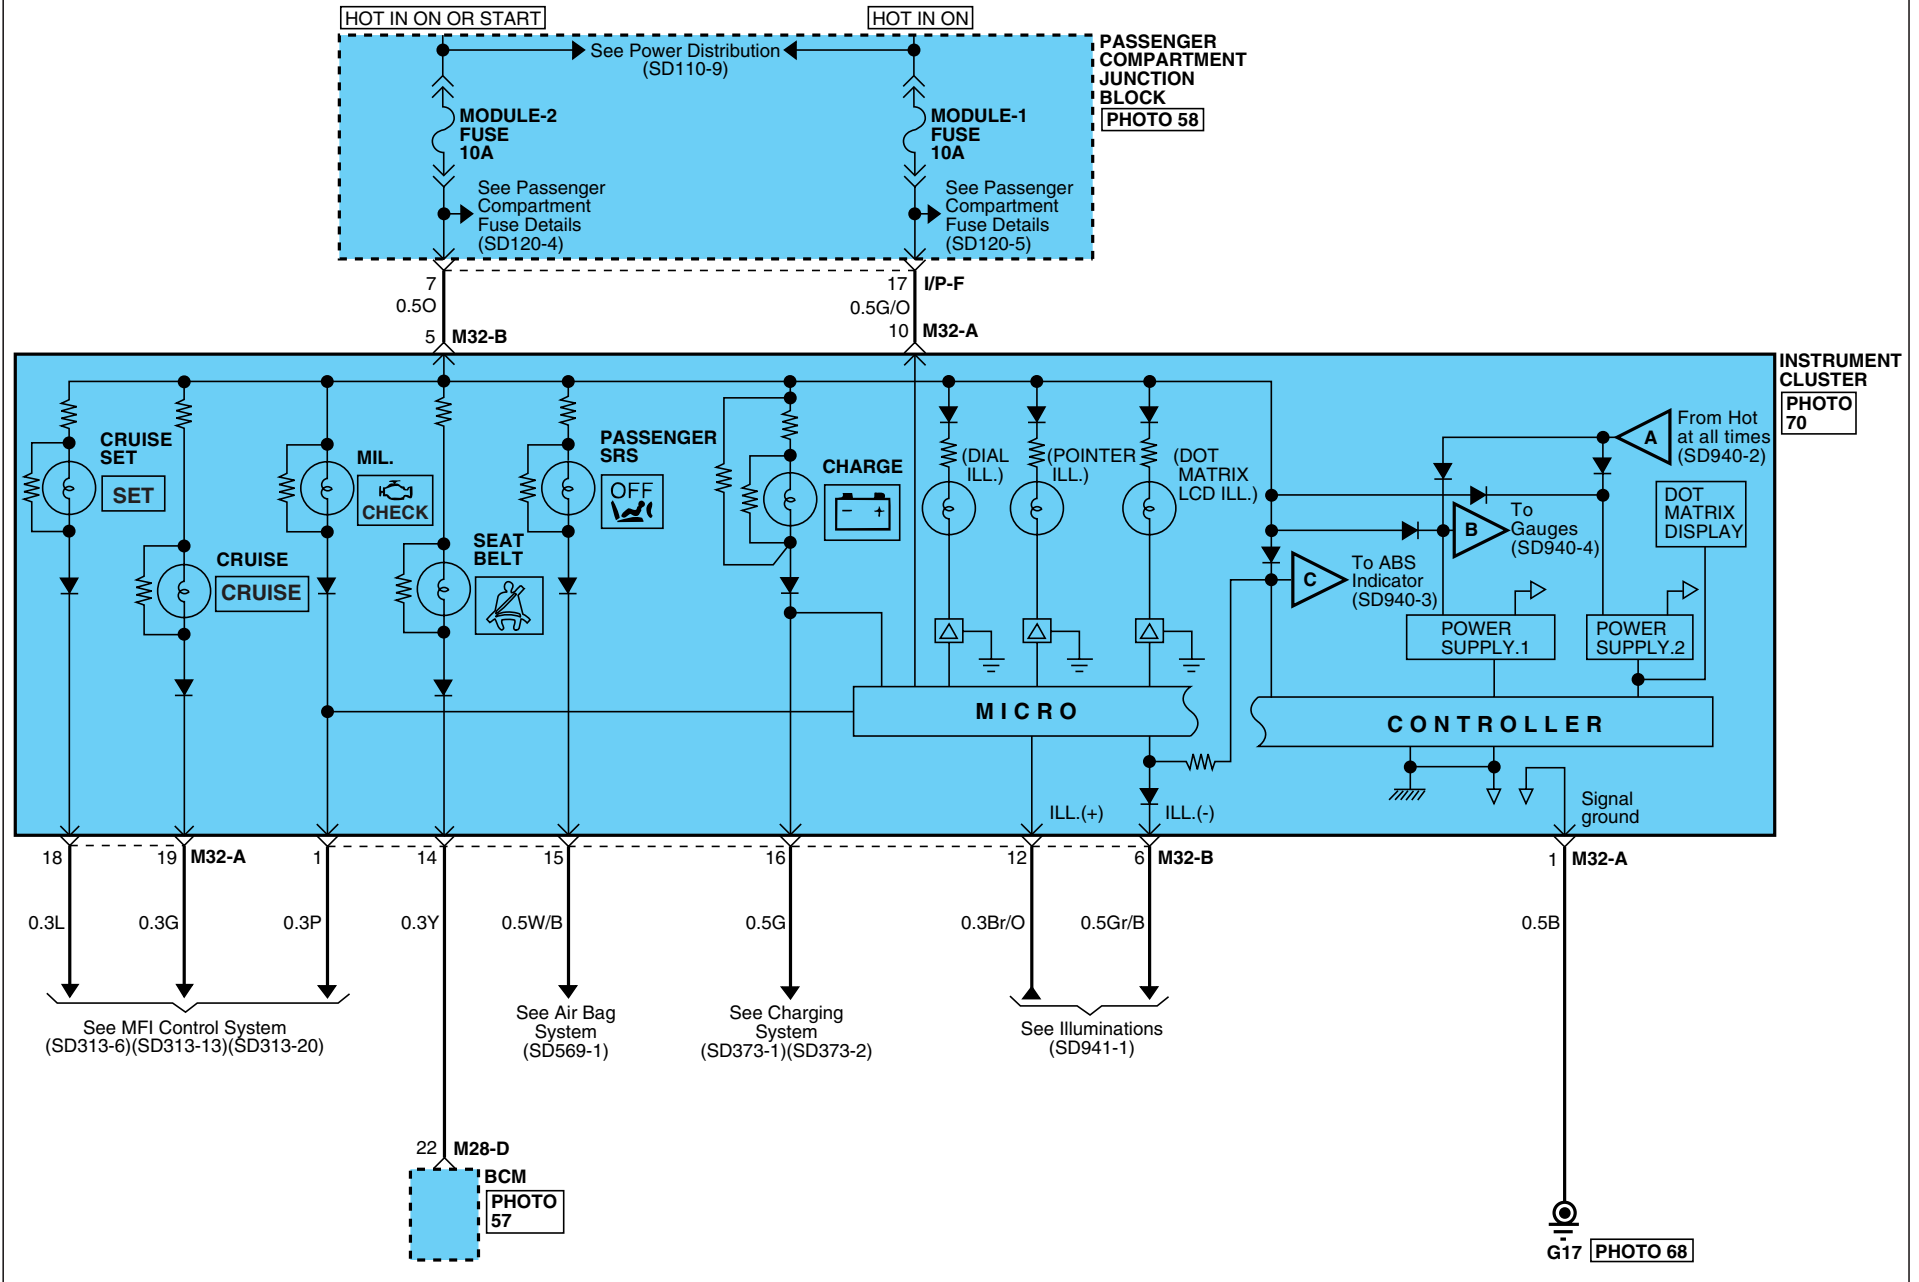 HOT IN ON OR START
HOT IN ON
See Power Distribution
(SD110-9)
PASSENGER
COMPARTMENT
JUNCTION
BLOCK
PHOTO 58
MODULE-2
FUSE
10A
MODULE-1
FUSE
10A
See Passenger
Compartment
Fuse Details
(SD120-4)
See Passenger
Compartment
Fuse Details
(SD120-5)
7
17
I/P-F
0.5O
0.5G/O
5
M32-B
10
M32-A
INSTRUMENT
CLUSTER
PHOTO
70
CRUISE
SET
SET
CRUISE
CRUISE
MIL.
CHECK
SEAT
BELT
PASSENGER
SRS
OFF
CHARGE
- +
(DIAL
ILL.)
(POINTER
ILL.)
(DOT
MATRIX
LCD ILL.)
A
From Hot
at all times
(SD940-2)
B
To
Gauges
(SD940-4)
C
To ABS
Indicator
(SD940-3)
DOT
MATRIX
DISPLAY
POWER
SUPPLY.1
POWER
SUPPLY.2
MICRO
CONTROLLER
ILL.(+)
ILL.(-)
Signal
ground
18
19
M32-A
1
14
15
16
12
6
M32-B
1
M32-A
0.3L
0.3G
0.3P
0.3Y
0.5W/B
0.5G
0.3Br/O
0.5Gr/B
0.5B
See MFI Control System
(SD313-6)(SD313-13)(SD313-20)
See Air Bag
System
(SD569-1)
See Charging
System
(SD373-1)(SD373-2)
See Illuminations
(SD941-1)
22
M28-D
BCM
PHOTO
57
G17
PHOTO 68